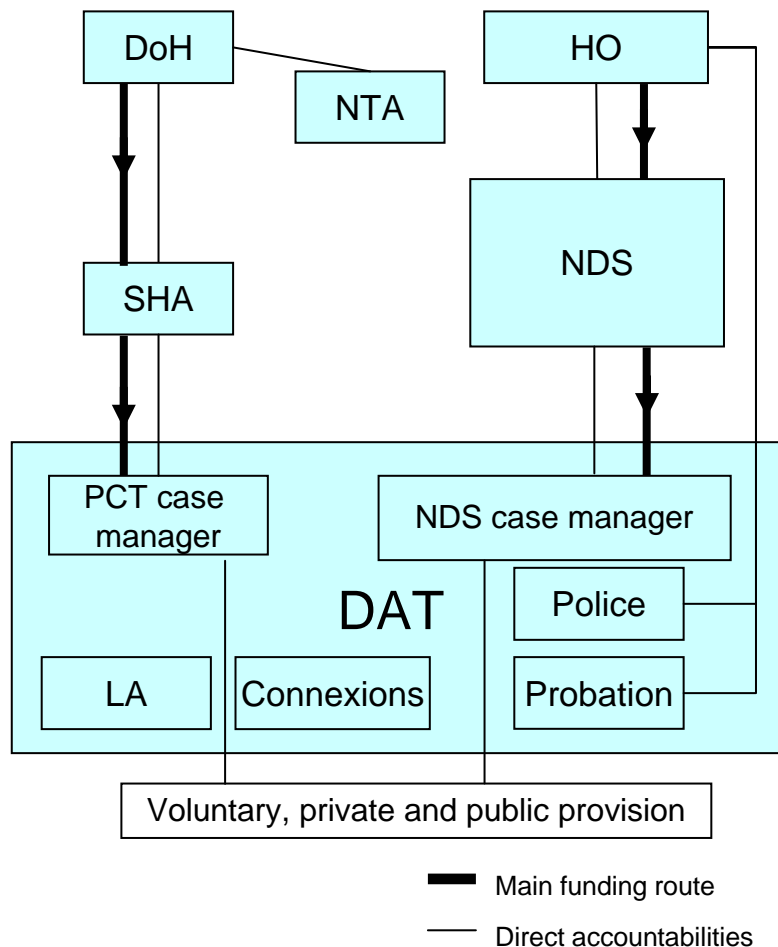 DoH
HO
NTA
NDS
SHA
PCT case
manager
NDS case manager
DAT
Police
LA
Connexions
Probation
Voluntary, private and public provision
Main funding route
Direct accountabilities